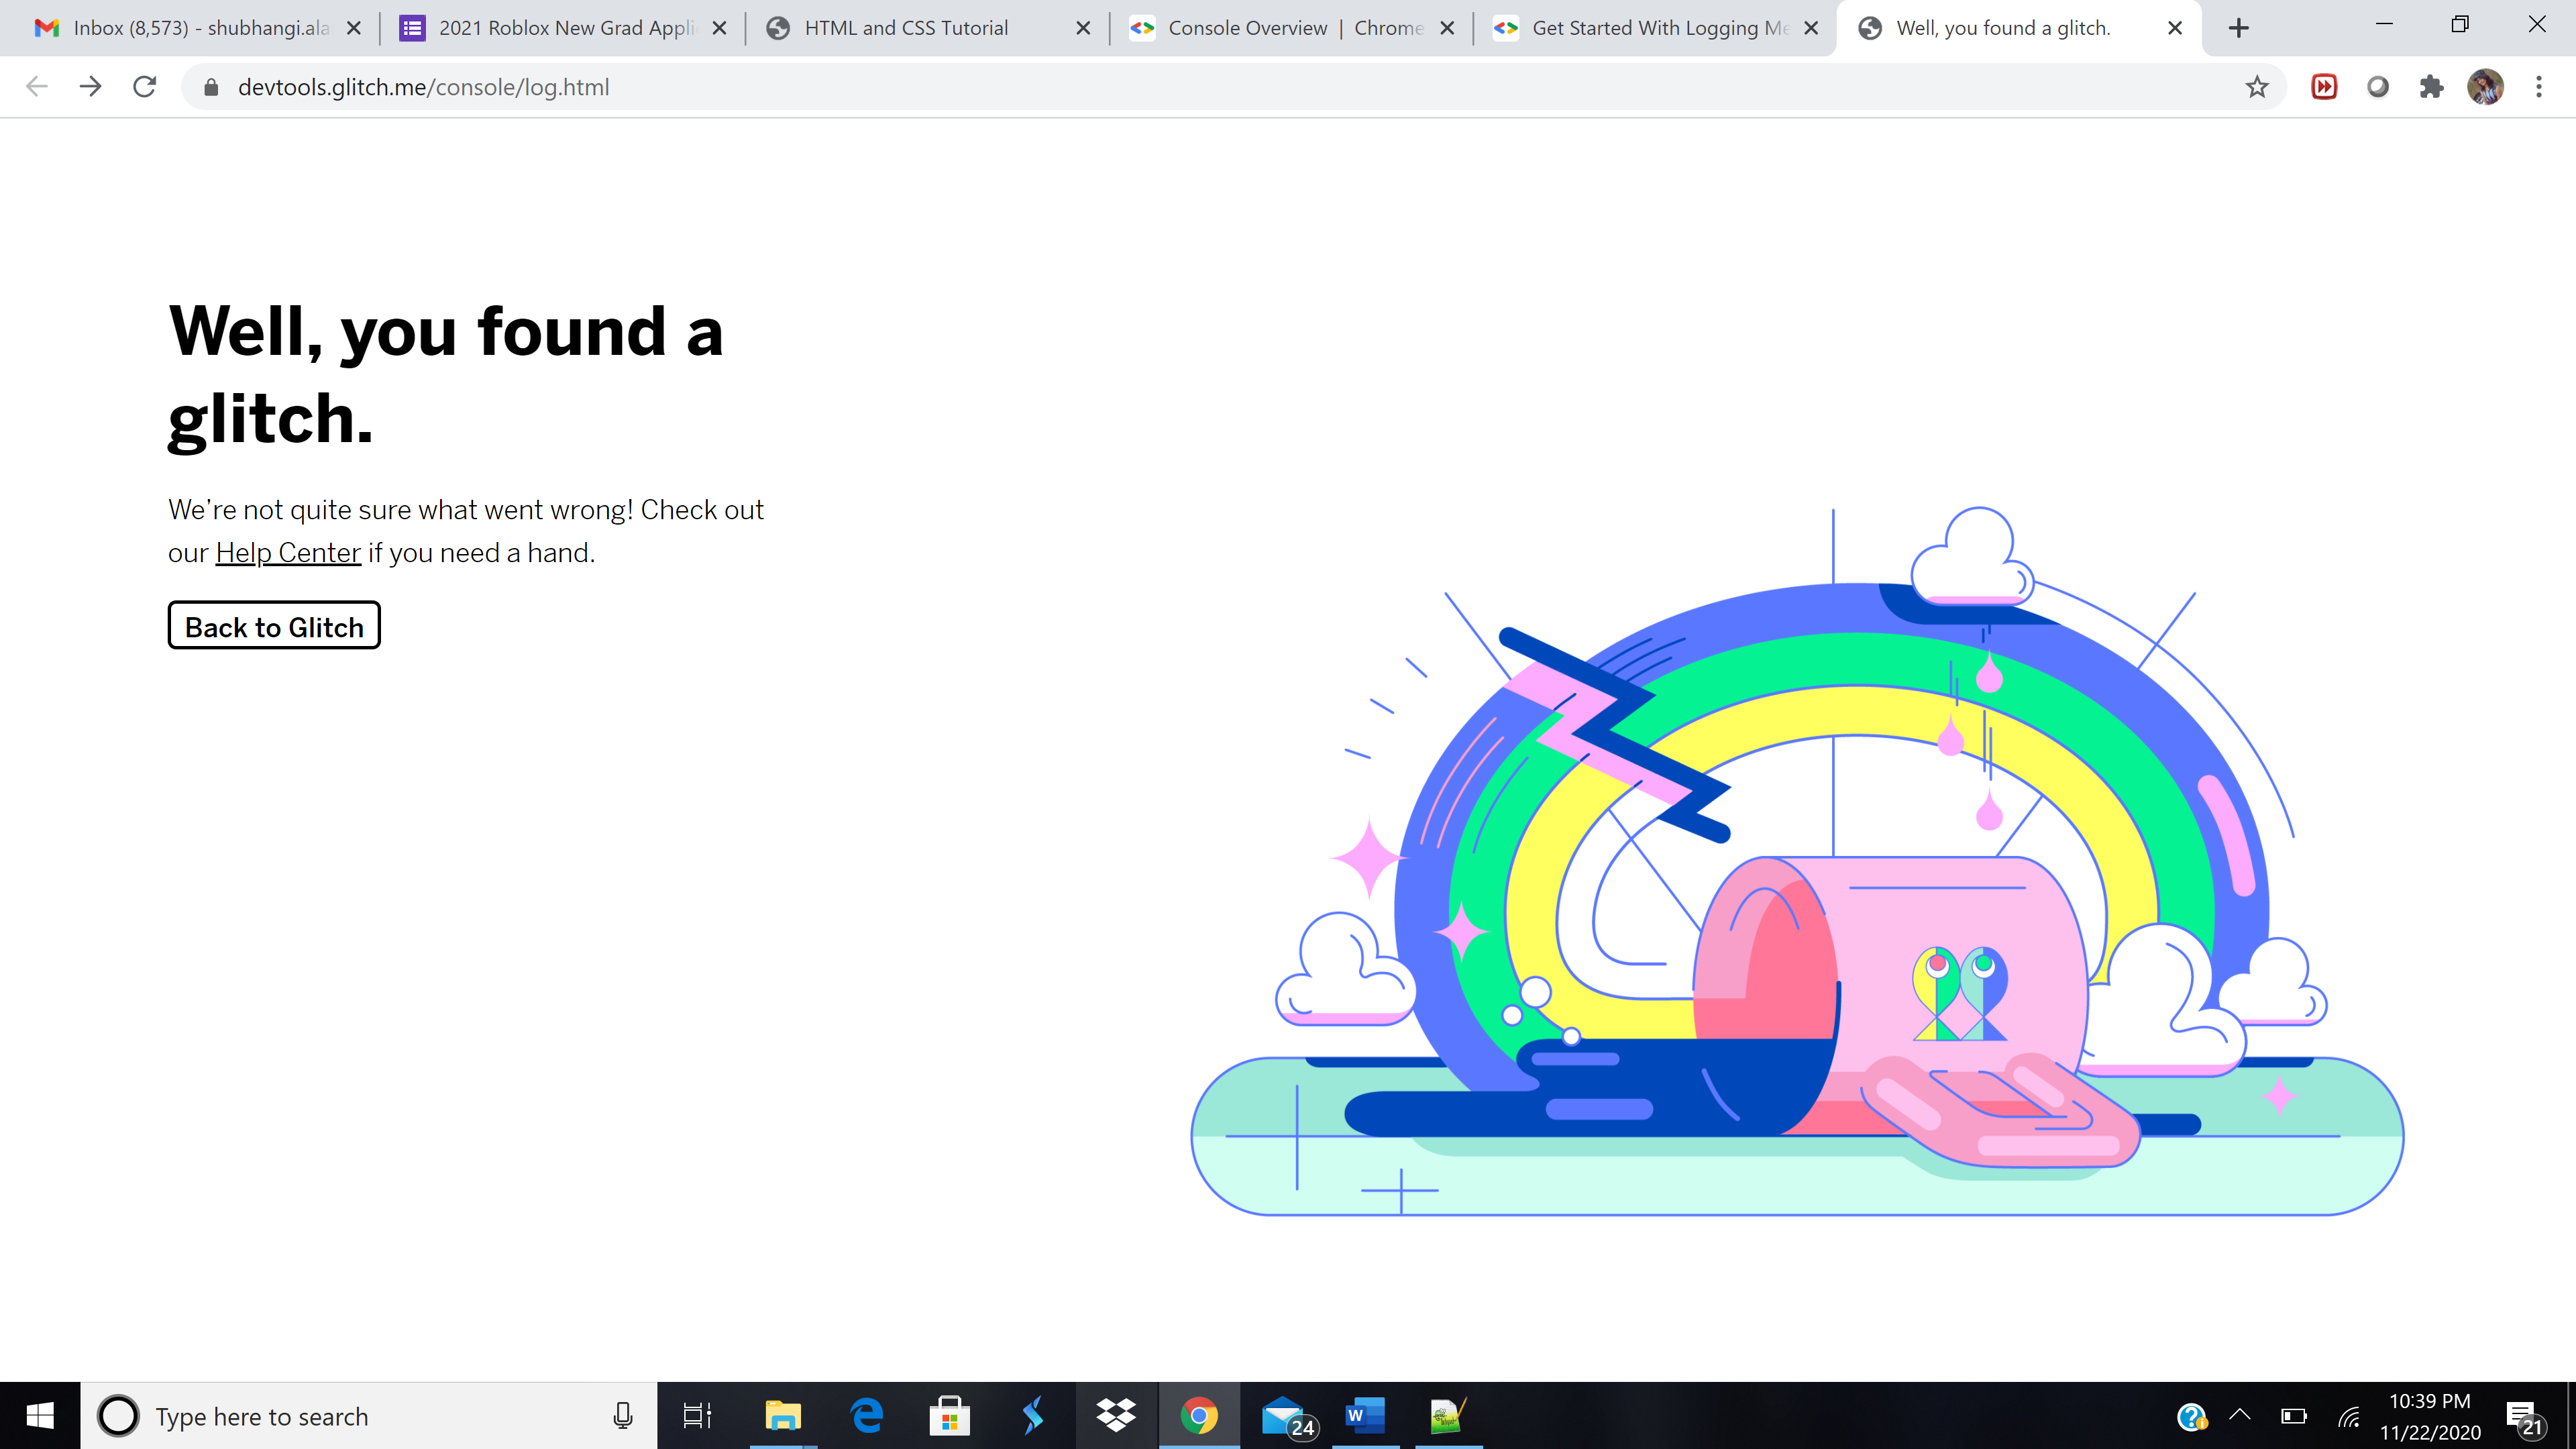 Inbox (8,573) - shubhangi.ala
2021 Roblox New Grad Appli
HTML and CSS Tutorial
Console Overview | Chrome
Get Started With Logging Me
Well, you found a glitch.
devtools.glitch.me/console/log.html
Well, you found a
glitch.
We're not quite sure what went wrong! Check out
our Help Center if you need a hand.
Back to Glitch
Type here to search
24
W
10:39 PM
11/22/2020
21